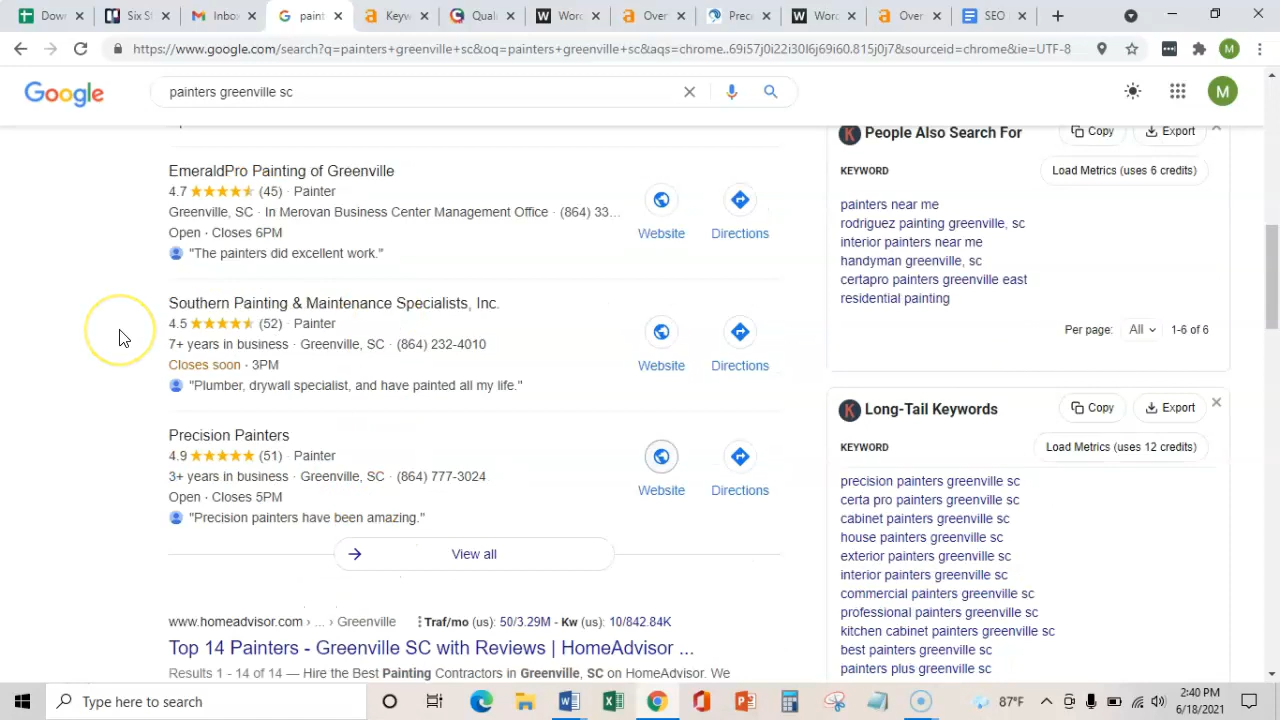 Dow
Six St
Inbo
paint
Keyw
Quali
Word
Over
Prec
Word
Over
SEO
https://www.google.com/search?q=painters+greenville+sc&oq=painters+greenville+sc&aqs=chrome..69i57j0i22i30l6j69i60.815j0j7&sourceid=chrome&ie=UTF-8
M
Google
painters greenville sc
M
EmeraldPro Painting of Greenville
4.7 (45) · Painter
Greenville, SC · In Merovan Business Center Management Office · (864) 33...
Open · Closes 6PM
"The painters did excellent work."
Website
Directions
Southern Painting & Maintenance Specialists, Inc.
4.5 (52) · Painter
7+ years in business · Greenville, SC · (864) 232-4010
Closes soon · 3PM
"Plumber, drywall specialist, and have painted all my life."
Website
Directions
Precision Painters
4.9 (51) · Painter
3+ years in business · Greenville, SC · (864) 777-3024
Open · Closes 5PM
"Precision painters have been amazing."
Website
Directions
View all
www.homeadvisor.com › ... › Greenville
Traf/mo (us): 50/3.29M - Kw (us): 10/842.84K
Top 14 Painters - Greenville SC with Reviews | HomeAdvisor ...
Results 1 - 14 of 14 — Hire the Best Painting Contractors in Greenville, SC on HomeAdvisor. We
K People Also Search For
Copy
Export
KEYWORD
Load Metrics (uses 6 credits)
painters near me
rodriguez painting greenville, sc
interior painters near me
handyman greenville, sc
certapro painters greenville east
residential painting
Per page: All 1-6 of 6
K Long-Tail Keywords
Copy
Export
KEYWORD
Load Metrics (uses 12 credits)
precision painters greenville sc
certa pro painters greenville sc
cabinet painters greenville sc
house painters greenville sc
exterior painters greenville sc
interior painters greenville sc
commercial painters greenville sc
professional painters greenville sc
kitchen cabinet painters greenville sc
best painters greenville sc
painters plus greenville sc
Type here to search
87°F
2:40 PM
6/18/2021